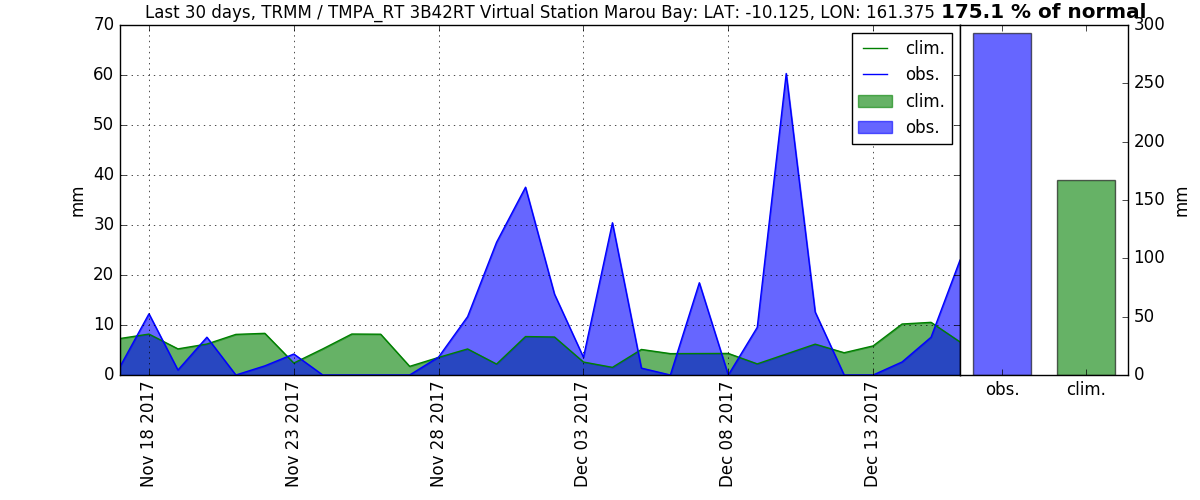 Last 30 days, TRMM / TMPA_RT 3B42RT Virtual Station Marou Bay: LAT: -10.125, LON: 161.375 175.1 % of normal
70
60
50
40
30
20
10
0
mm
clim.
obs.
clim.
obs.
Nov 18 2017
Nov 23 2017
Nov 28 2017
Dec 03 2017
Dec 08 2017
Dec 13 2017
300
250
200
150
100
50
0
mm
obs.
clim.